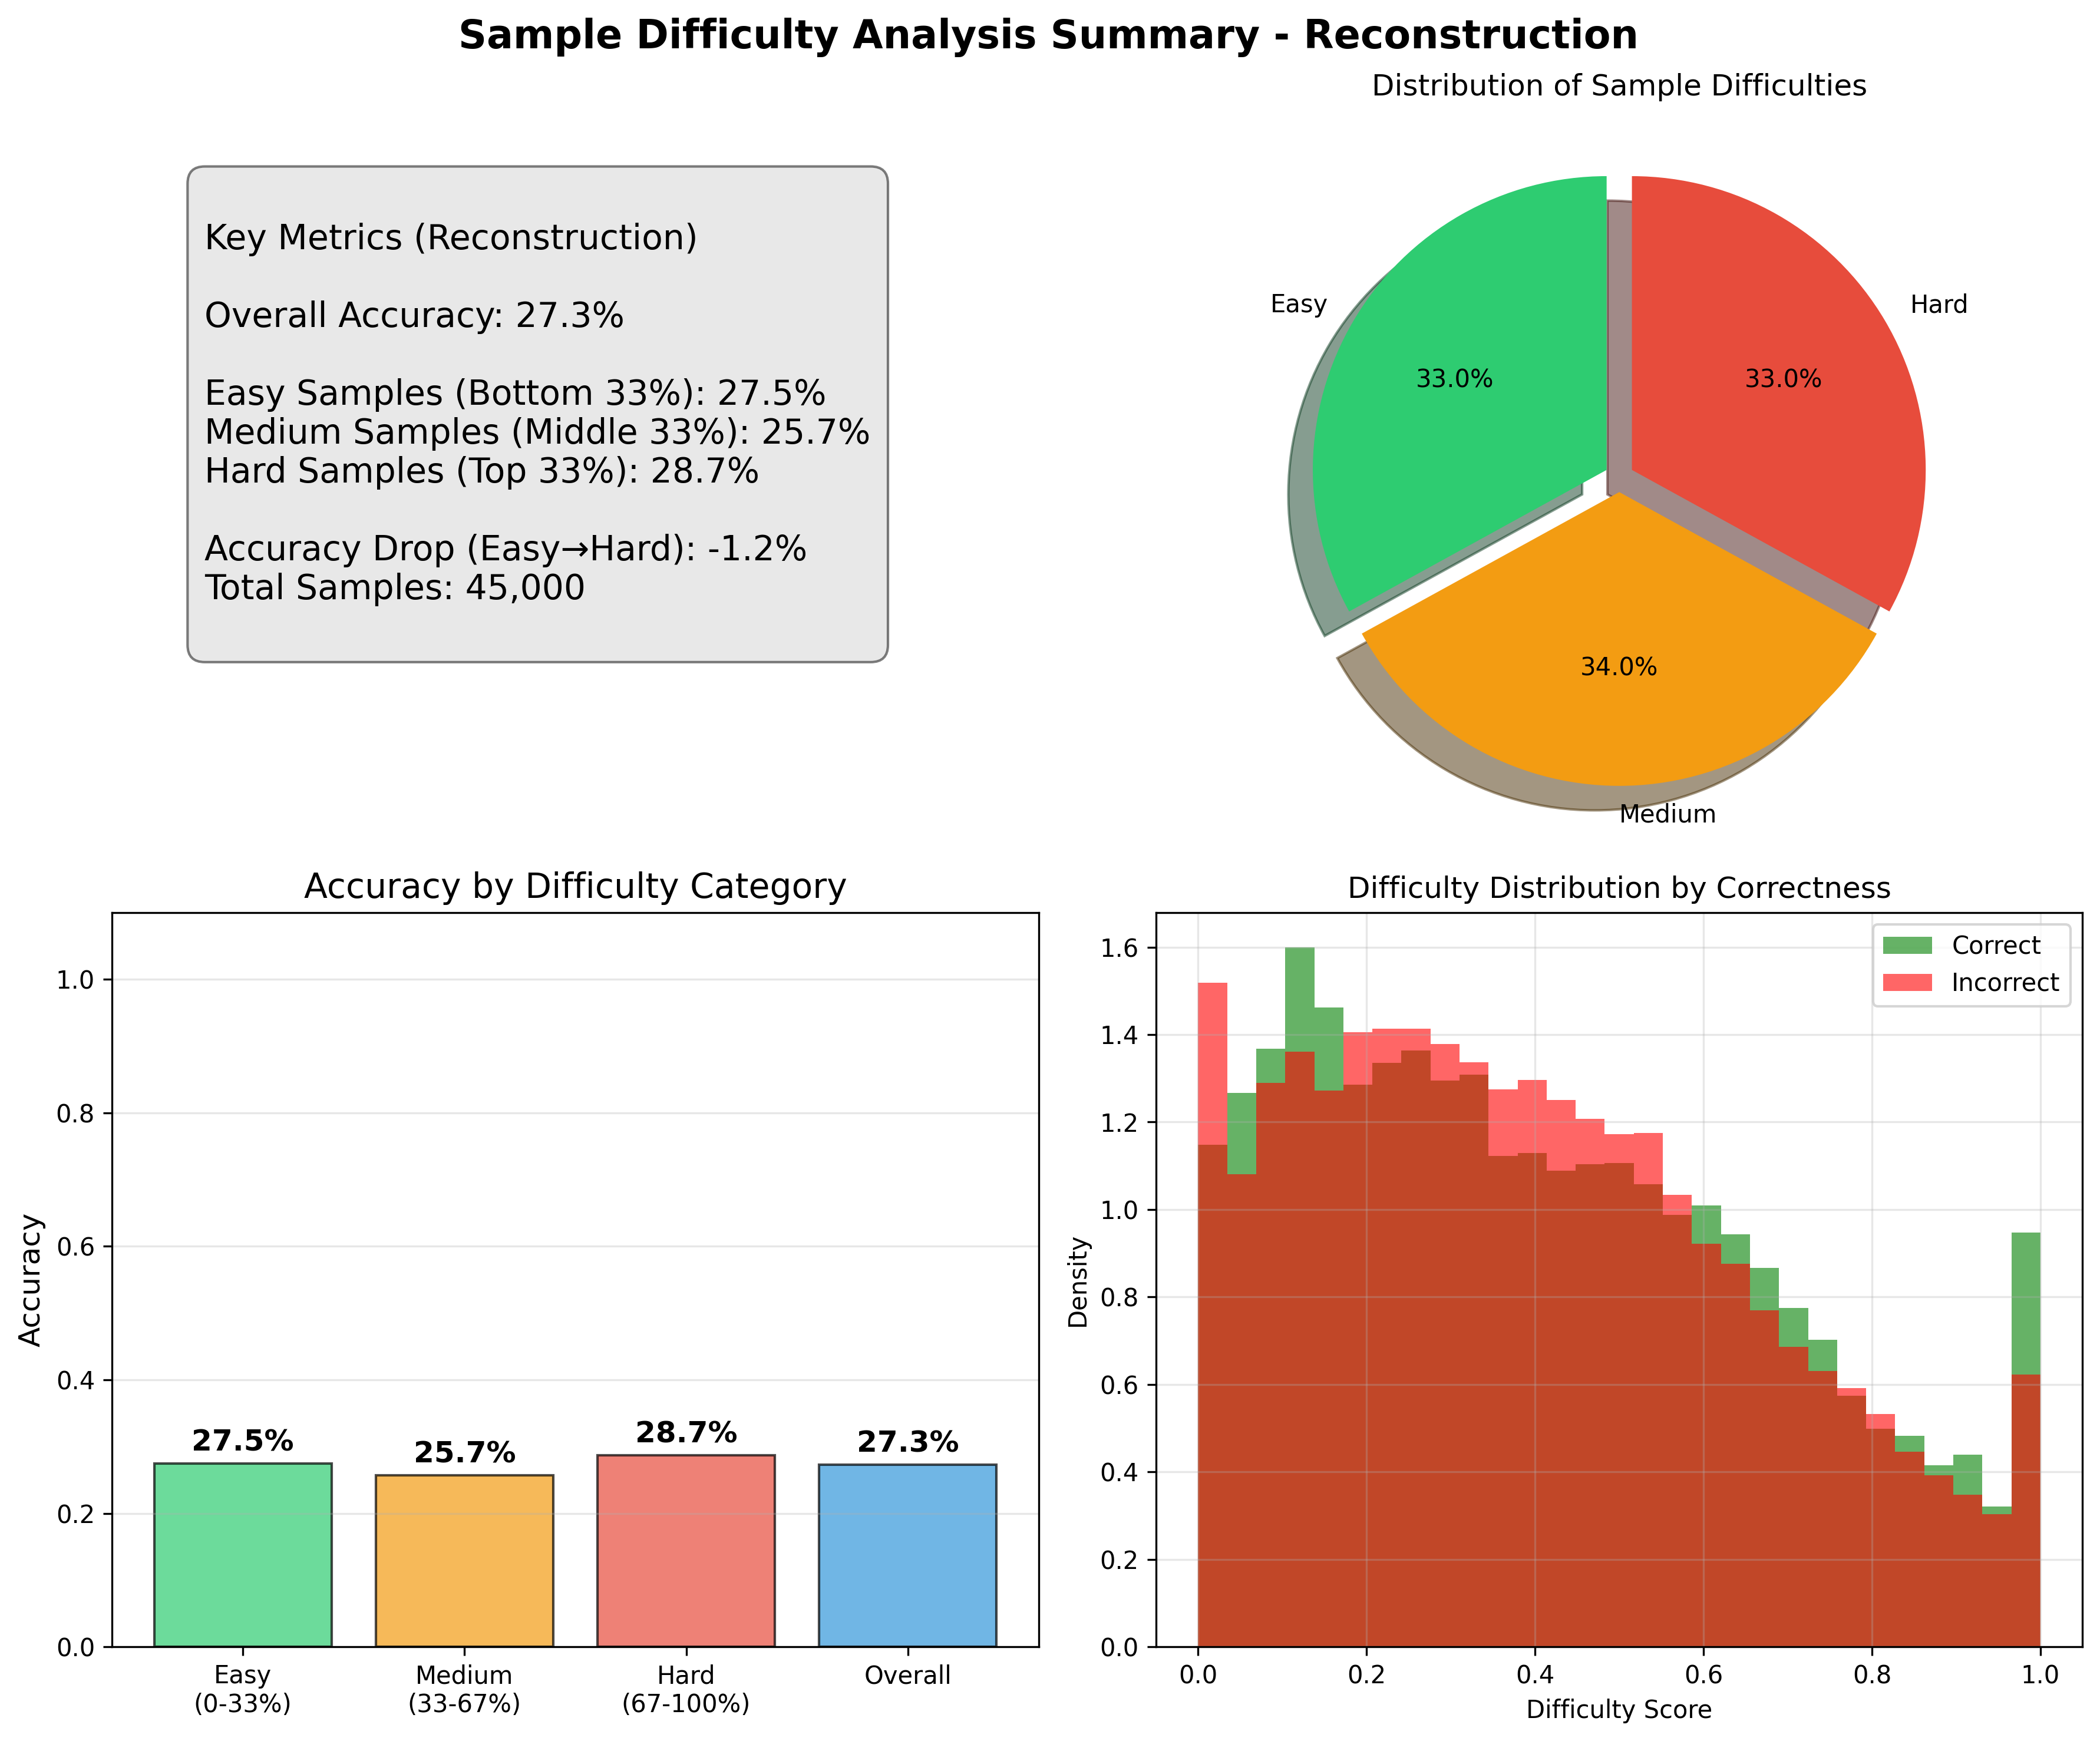 Sample Difficulty Analysis Summary - Reconstruction
Key Metrics (Reconstruction)
Overall Accuracy: 27.3%
Easy Samples (Bottom 33%): 27.5%
Medium Samples (Middle 33%): 25.7%
Hard Samples (Top 33%): 28.7%
Accuracy Drop (Easy→Hard): -1.2%
Total Samples: 45,000
Distribution of Sample Difficulties
Easy
Hard
33.0%
33.0%
34.0%
Medium
Accuracy by Difficulty Category
Accuracy
1.0
0.8
0.6
0.4
0.2
0.0
27.5%
25.7%
28.7%
27.3%
Easy
(0-33%)
Medium
(33-67%)
Hard
(67-100%)
Overall
Difficulty Distribution by Correctness
Correct
Incorrect
Density
1.6
1.4
1.2
1.0
0.8
0.6
0.4
0.2
0.0
0.0
0.2
0.4
0.6
0.8
1.0
Difficulty Score